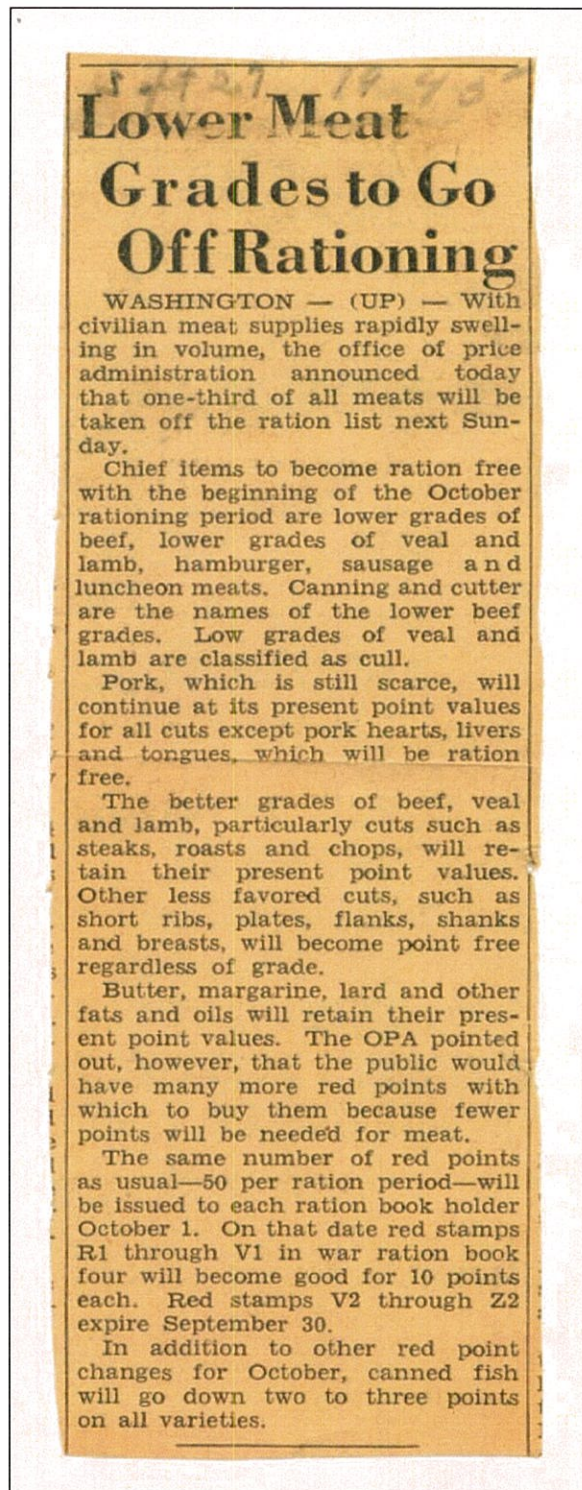 Lower Meat
Grades to Go
Off Rationing
WASHINGTON — (UP) — With
civilian meat supplies rapidly swell-
ing in volume, the office of price
administration announced today
that one-third of all meats will be
taken off the ration list next Sun-
day.
Chief items to become ration free
with the beginning of the October
rationing period are lower grades of
beef, lower grades of veal and
lamb, hamburger, sausage and
luncheon meats. Canning and cutter
are the names of the lower beef
grades. Low grades of veal and
lamb are classified as cull.
Pork, which is still scarce, will
continue at its present point values
for all cuts except pork hearts, livers
and tongues, which will be ration
free.
The better grades of beef, veal
and lamb, particularly cuts such as
steaks, roasts and chops, will re-
tain their present point values.
Other less favored cuts, such as
short ribs, plates, flanks, shanks
and breasts, will become point free
regardless of grade.
Butter, margarine, lard and other
fats and oils will retain their pres-
ent point values. The OPA pointed
out, however, that the public would
have many more red points with
which to buy them because fewer
points will be needed for meat.
The same number of red points
as usual—50 per ration period—will
be issued to each ration book holder
October 1. On that date red stamps
R1 through V1 in war ration book
four will become good for 10 points
each. Red stamps V2 through Z2
expire September 30.
In addition to other red point
changes for October, canned fish
will go down two to three points
on all varieties.